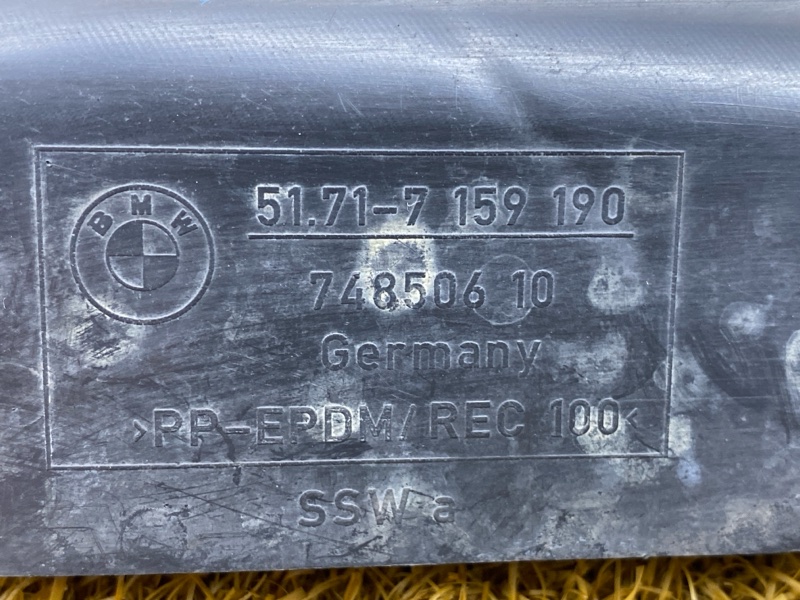 BMW
51.71-7 159 190
748506 10
Germany
>PP-EPDM/REC 100<
SSW a